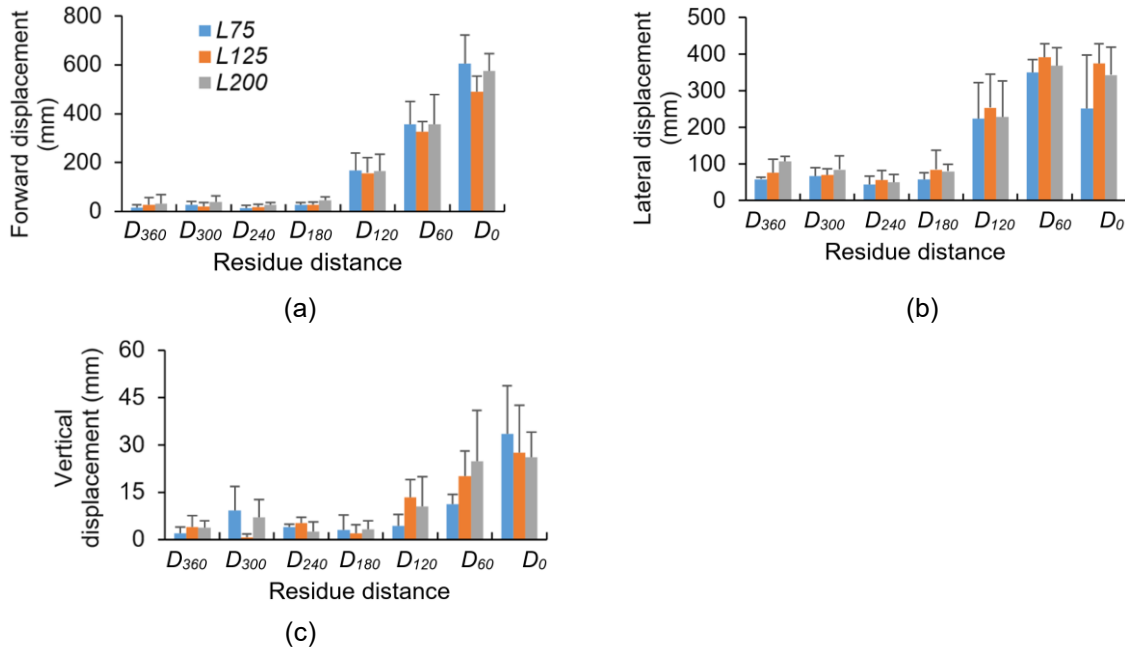 Forward displacement
(mm)
800
600
400
200
0
L75
L125
L200
D360 D300 D240 D180 D120 D60 D0
Residue distance
(a)
Lateral displacement
(mm)
500
400
300
200
100
0
D360 D300 D240 D180 D120 D60 D0
Residue distance
(b)
Vertical
displacement (mm)
60
45
30
15
0
D360 D300 D240 D180 D120 D60 D0
Residue distance
(c)